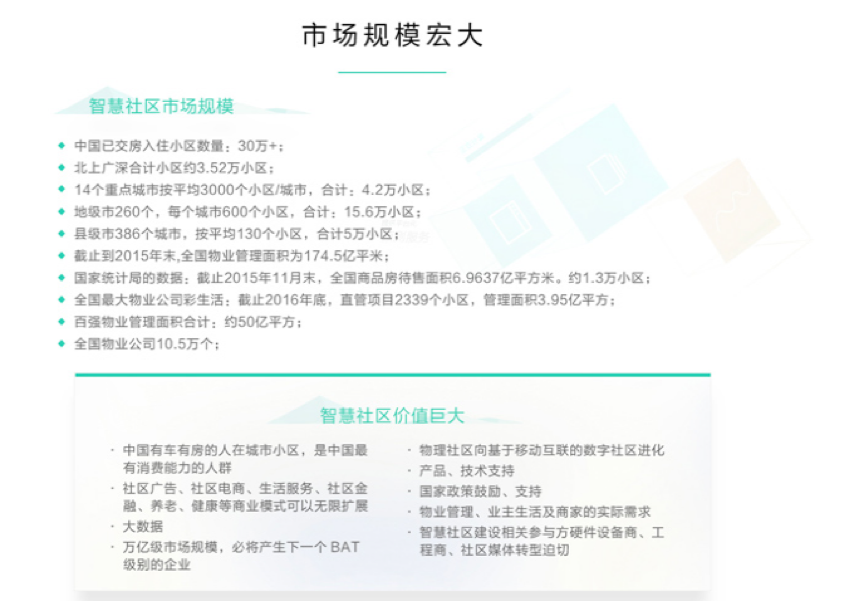 市场规模宏大
智慧社区市场规模
中国已交房入住小区数量：30万+；
北上广深合计小区约3.52万小区；
14个重点城市按平均3000个小区/城市，合计：4.2万小区；
地级市260个，每个城市600个小区，合计：15.6万小区；
县级市386个城市，按平均130个小区，合计5万小区；
截止到2015年末,全国物业管理面积为174.5亿平米；
国家统计局的数据：截止2015年11月末，全国商品房待售面积6.9637亿平方米。约1.3万小区；
全国最大物业公司彩生活：截止2016年底，直管项目2339个小区，管理面积3.95亿平方；
百强物业管理面积合计：约50亿平方；
全国物业公司10.5万个；
智慧社区价值巨大
· 中国有车有房的人在城市小区，是中国最
有消费能力的人群
· 社区广告、社区电商、生活服务、社区金
融、养老、健康等商业模式可以无限扩展
· 大数据
· 万亿级市场规模，必将产生下一个 BAT
级别的企业
· 物理社区向基于移动互联的数字社区进化
· 产品、技术支持
· 国家政策鼓励、支持
· 物业管理、业主生活及商家的实际需求
· 智慧社区建设相关参与方硬件设备商、工
程商、社区媒体转型迫切